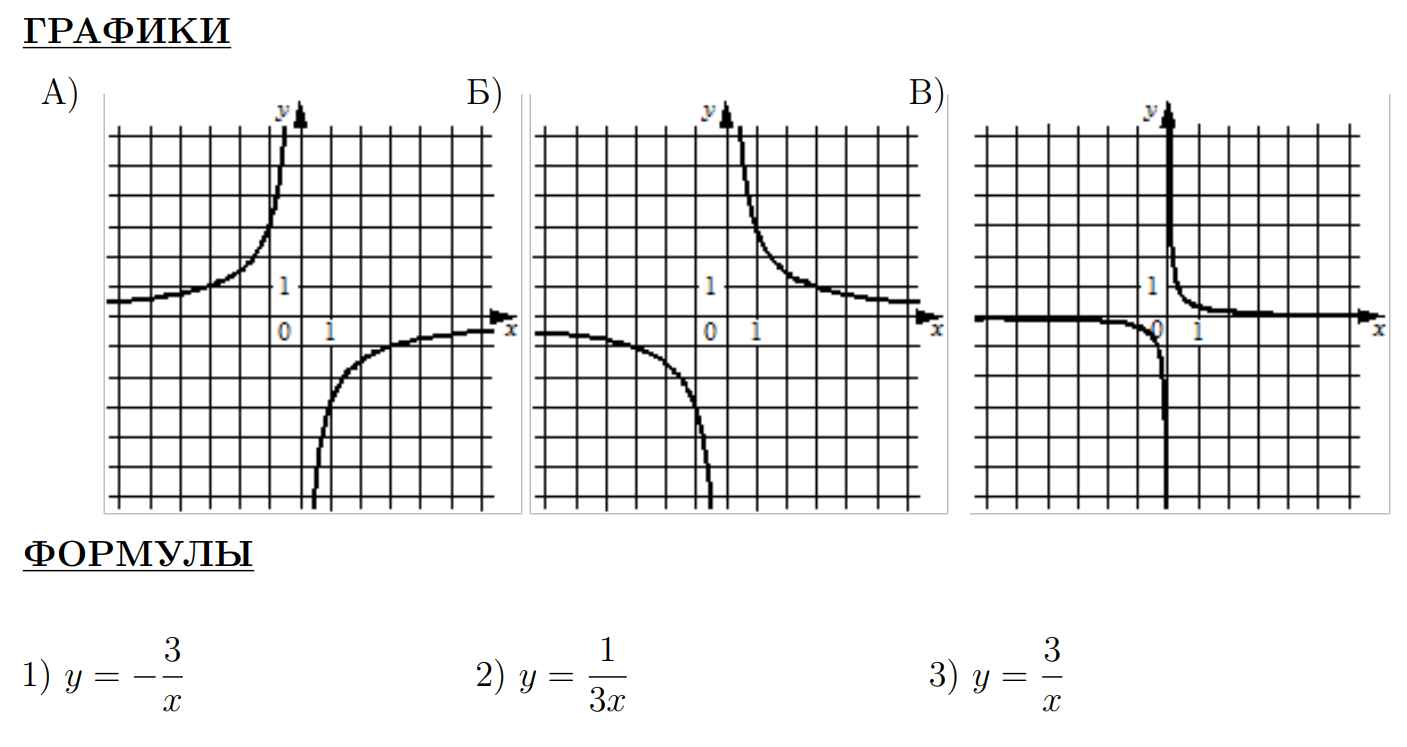 ГРАФИКИ
А) Б) В)
y y y
1 1 1
0 1 x 0 1 x 0 1 x
ФОРМУЛЫ
1) y = −3/x 2) y = 1/3x 3) y = 3/x